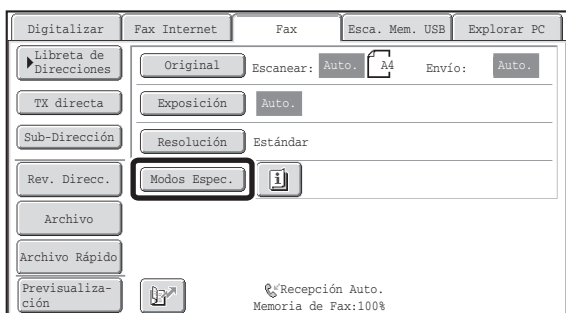 Digitalizar Fax Internet Fax Esca. Mem. USB Explorar PC
Libreta de
Direcciones
Original Escanear: Auto. A4 Envío: Auto.
TX directa Exposición Auto.
Sub-Dirección Resolución Estándar
Rev. Direcc. Modos Espec.
Archivo
Archivo Rápido
Previsualiza-
ción
Recepción Auto.
Memoria de Fax:100%